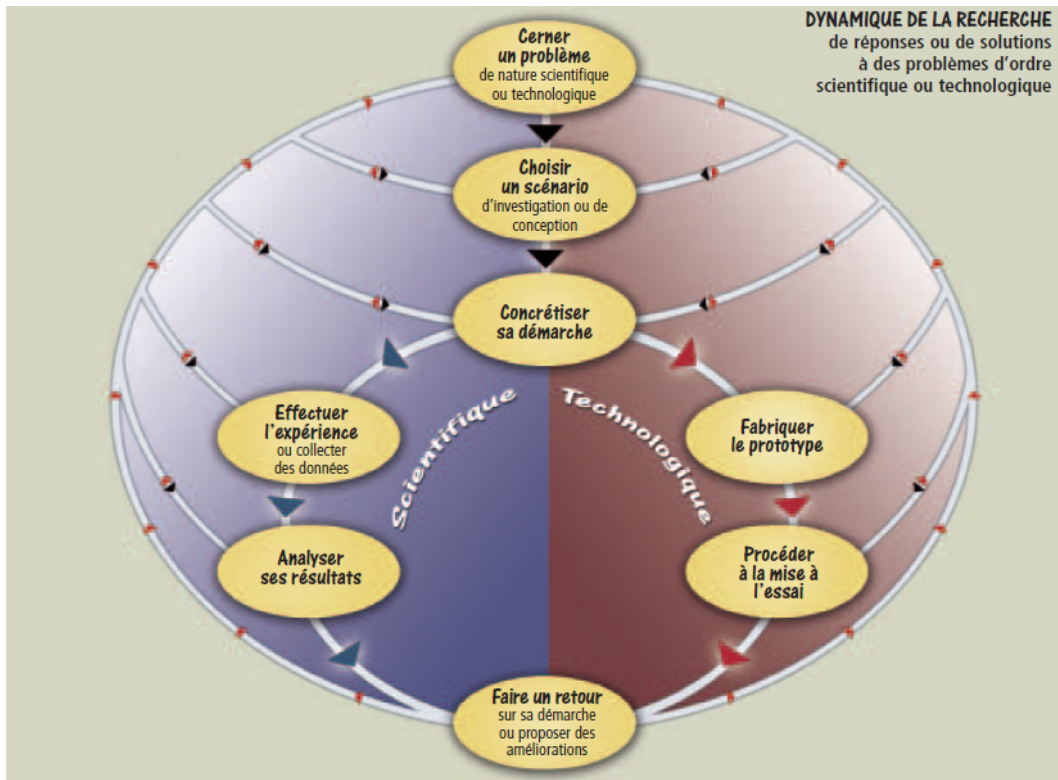 DYNAMIQUE DE LA RECHERCHE
de réponses ou de solutions
à des problèmes d'ordre
scientifique ou technologique
Cerner
un problème
de nature scientifique
ou technologique
Choisir
un scénario
d'investigation ou de
conception
Concrétiser
sa démarche
Effectuer
l'expérience
ou collecter
des données
Scientifique
Technologique
Fabriquer
le prototype
Analyser
ses résultats
Procéder
à la mise à
l'essai
Faire un retour
sur sa démarche
ou proposer des
améliorations